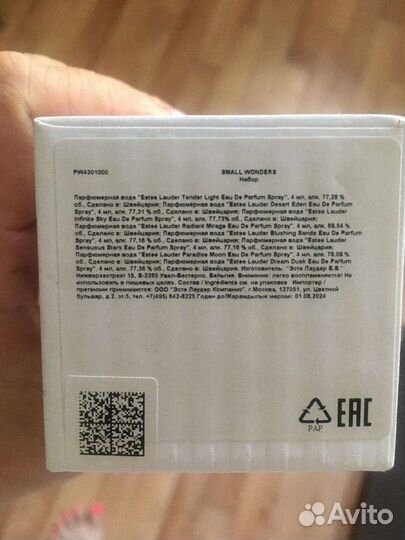 PW4301000 SMALL WONDERS
Набор
Парфюмерная вода "Estee Lauder Tender Light Eau De Parfum Spray", 4 мл, алк. 77,28 %
об., Сделано в: Швейцария; Парфюмерная вода "Estee Lauder Desert Eden Eau De Parfum
Spray", 4 мл, алк. 77,31 % об., Сделано в: Швейцария; Парфюмерная вода "Estee Lauder
Infinite Sky Eau De Parfum Spray", 4 мл, алк. 77,73% об., Сделано в: Швейцария;
Парфюмерная вода "Estee Lauder Radiant Mirage Eau De Parfum Spray", 4 мл, алк. 69,54 %
об., Сделано в: Швейцария; Парфюмерная вода "Estee Lauder Blushing Sands Eau De Parfum
Spray", 4 мл, алк. 77,16 % об., Сделано в: Швейцария; Парфюмерная вода "Estee Lauder
Sensuous Stars Eau De Parfum Spray", 4 мл, алк. 77,16 % об., Сделано в: Швейцария;
Парфюмерная вода "Estee Lauder Paradise Moon Eau De Parfum Spray", 4 мл, алк. 78,08 %
об., Сделано в: Швейцария; Парфюмерная вода "Estee Lauder Dream Dusk Eau De Parfum
Spray", 4 мл, алк. 77,36 % об., Сделано в: Швейцария. Изготовитель: "Эсте Лаудер Б.В."
Нижверхестраат 15, В-2260 Увал-Вестерло, Бельгия. Внимание: легко воспламеняется! Не
использовать в пищевых целях. Состав / Ingredients см. на упаковке Импортер /
претензии принимаются: ООО "Эсте Лаудер Компаниз", г.Москва, 127051, ул. Цветной
бульвар, д.2, эт.5, тел. +7(495) 642-8225 Годен до/Жарамдылық мерзімі: 01.08.2024
PAP
EAC
Avito